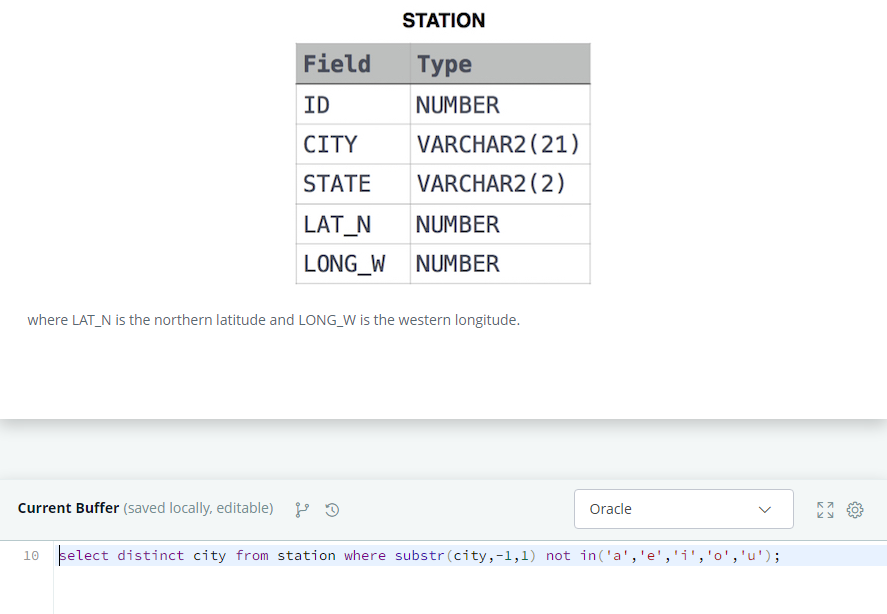 STATION
Field Type
ID NUMBER
CITY VARCHAR2(21)
STATE VARCHAR2(2)
LAT_N NUMBER
LONG_W NUMBER
where LAT_N is the northern latitude and LONG_W is the western longitude.
Current Buffer (saved locally, editable) Oracle
10 select distinct city from station where substr(city,-1,1) not in('a','e','i','o','u');